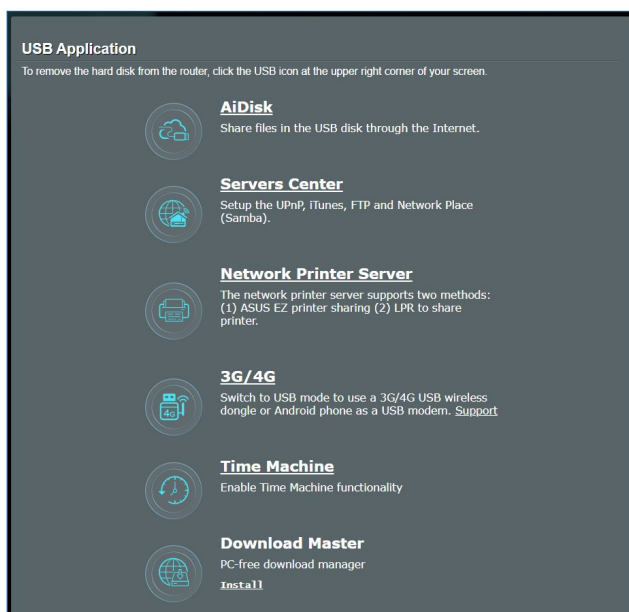 USB Application
To remove the hard disk from the router, click the USB icon at the upper right corner of your screen.
AiDisk
Share files in the USB disk through the Internet.
Servers Center
Setup the UPnP, iTunes, FTP and Network Place
(Samba).
Network Printer Server
The network printer server supports two methods:
(1) ASUS EZ printer sharing (2) LPR to share
printer.
3G/4G
4G
Switch to USB mode to use a 3G/4G USB wireless
dongle or Android phone as a USB modem. Support
Time Machine
Enable Time Machine functionality
Download Master
PC-free download manager
Install